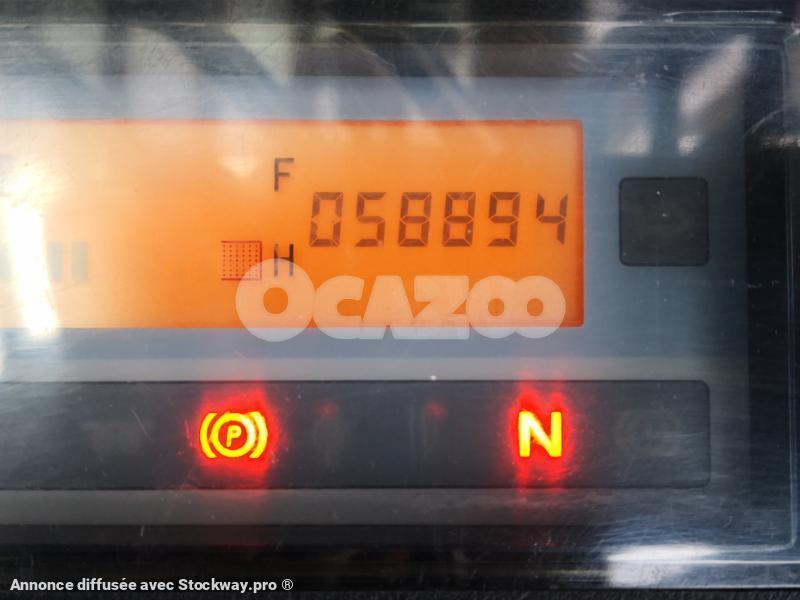 F
058894
H
OCAZOO
P
N
Annonce diffusée avec Stockway.pro ®